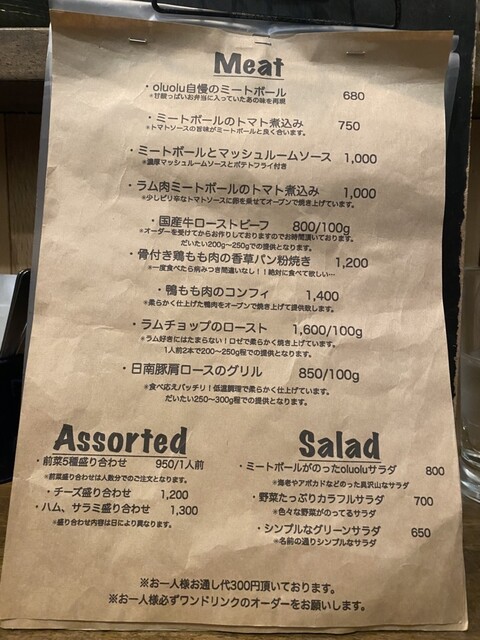 Meat
・oluolu自慢のミートボール 680
*甘酸っぱいお弁当に入っていたあの味を再現
・ミートボールのトマト煮込み 750
*トマトソースの旨味がミートボールと良く合います。
・ミートボールとマッシュルームソース 1,000
*濃厚マッシュルームソースとポテトフライ付き
・ラム肉ミートボールのトマト煮込み 1,000
*少しピリ辛なトマトソースに卵を乗せてオーブンで焼き上げています。
・国産牛ローストビーフ 800/100g
*オーダーを受けてからお作りしておりますのでお時間頂いております。
だいたい200g〜250gでの提供となります。
・骨付き鶏もも肉の香草パン粉焼き 1,200
*一度食べたら病みつき間違いなし！！絶対に食べて欲しい…
・鴨もも肉のコンフィ 1,400
*柔らかく仕上げた鴨肉をオーブンで焼き上げて提供致します。
・ラムチョップのロースト 1,600/100g
*ラム好きにはたまらない！ロゼで柔らかく焼き上げています。
1人前2本で200〜250g程での提供となります。
・日南豚肩ロースのグリル 850/100g
*食べ応えバッチリ！低温調理で柔らかく仕上げています。
だいたい250〜300g程での提供となります。
Assorted
・前菜5種盛り合わせ 950/1人前
*前菜盛り合わせは人数分でのご注文となります。
・チーズ盛り合わせ 1,200
・ハム、サラミ盛り合わせ 1,300
*盛り合わせ内容は日により異なります。
Salad
・ミートボールがのったoluoluサラダ 800
*海老やアボカドなどのった具沢山なサラダ
・野菜たっぷりカラフルサラダ 700
*色々な野菜がのってるサラダ
・シンプルなグリーンサラダ 650
*名前の通りシンプルなサラダ
※お一人様お通し代300円頂いております。
※お一人様必ずワンドリンクのオーダーをお願いします。